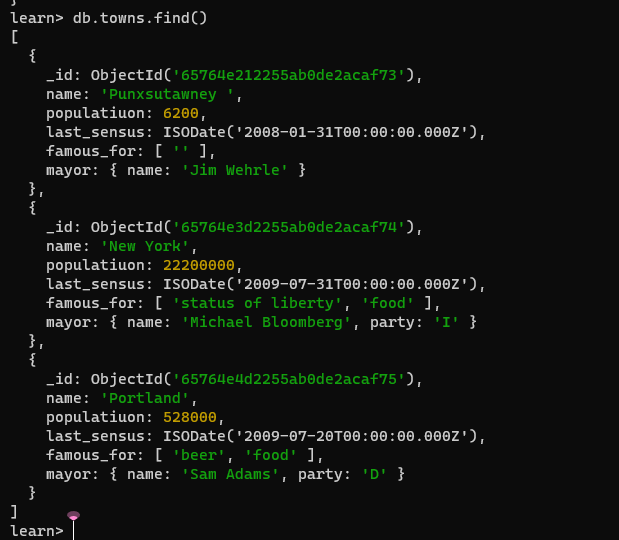 }
learn> db.towns.find()
[
  {
    _id: ObjectId('65764e212255ab0de2acaf73'),
    name: 'Punxsutawney ',
    populatiuon: 6200,
    last_sensus: ISODate('2008-01-31T00:00:00.000Z'),
    famous_for: [ '' ],
    mayor: { name: 'Jim Wehrle' }
  },
  {
    _id: ObjectId('65764e3d2255ab0de2acaf74'),
    name: 'New York',
    populatiuon: 22200000,
    last_sensus: ISODate('2009-07-31T00:00:00.000Z'),
    famous_for: [ 'status of liberty', 'food' ],
    mayor: { name: 'Michael Bloomberg', party: 'I' }
  },
  {
    _id: ObjectId('65764e4d2255ab0de2acaf75'),
    name: 'Portland',
    populatiuon: 528000,
    last_sensus: ISODate('2009-07-20T00:00:00.000Z'),
    famous_for: [ 'beer', 'food' ],
    mayor: { name: 'Sam Adams', party: 'D' }
  }
]
learn>